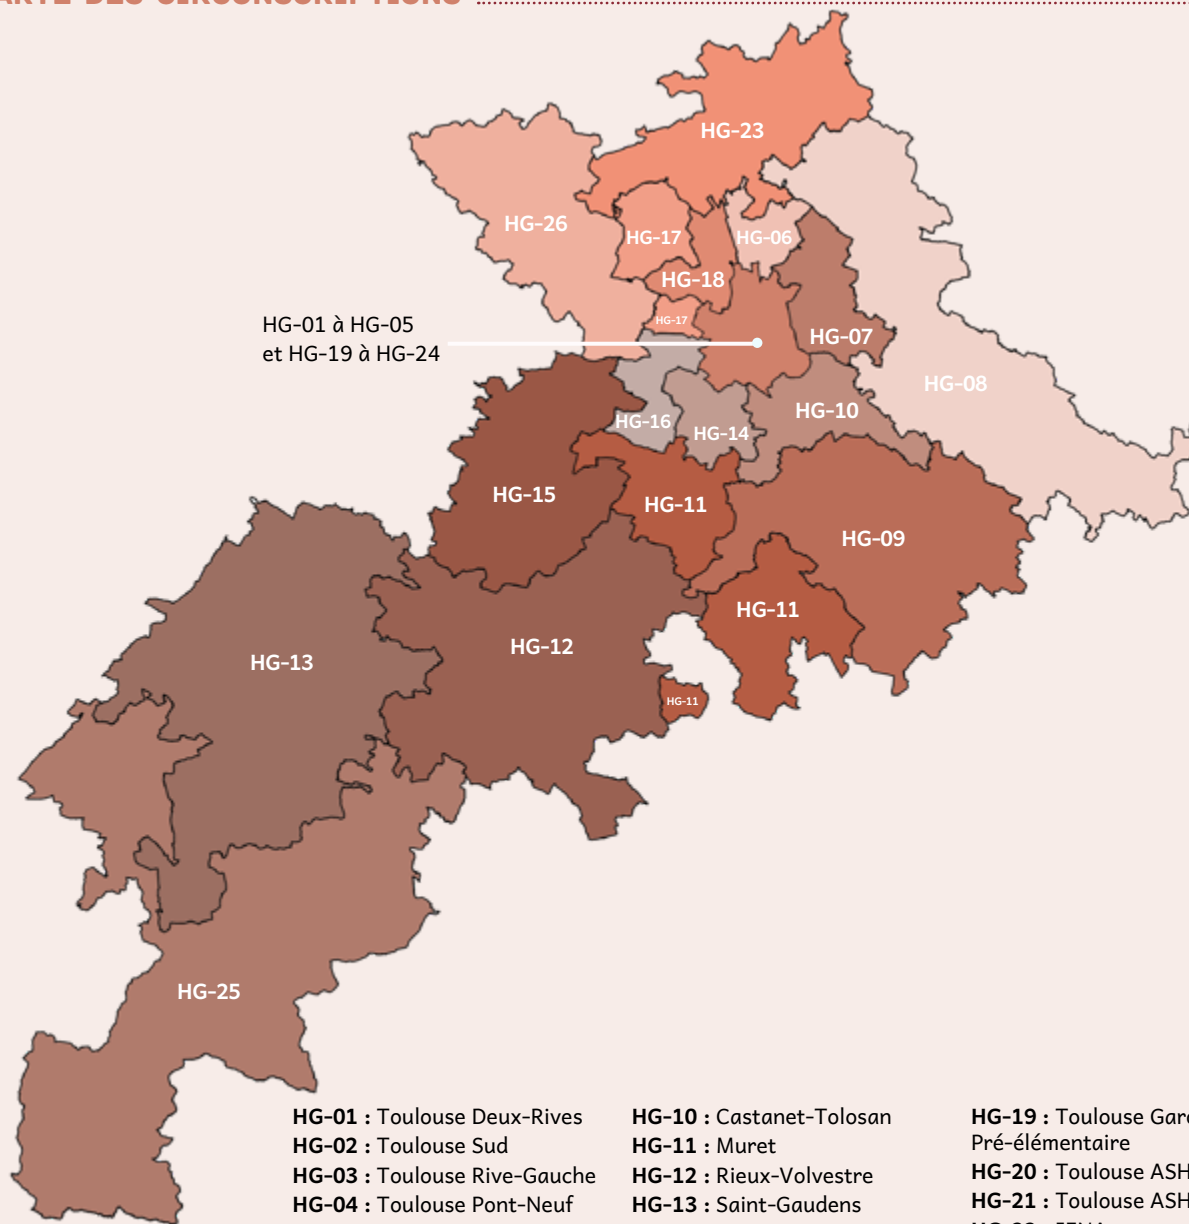 HG-23
HG-26
HG-17
HG-06
HG-18
HG-17
HG-01 à HG-05
et HG-19 à HG-24
HG-07
HG-08
HG-10
HG-16
HG-14
HG-15
HG-11
HG-09
HG-11
HG-12
HG-13
HG-11
HG-25
HG-01 : Toulouse Deux-Rives
HG-02 : Toulouse Sud
HG-03 : Toulouse Rive-Gauche
HG-04 : Toulouse Pont-Neuf
HG-10 : Castanet-Tolosan
HG-11 : Muret
HG-12 : Rieux-Volvestre
HG-13 : Saint-Gaudens
HG-19 : Toulouse
Pré-élémentaire
HG-20 : Toulouse ASH
HG-21 : Toulouse ASH